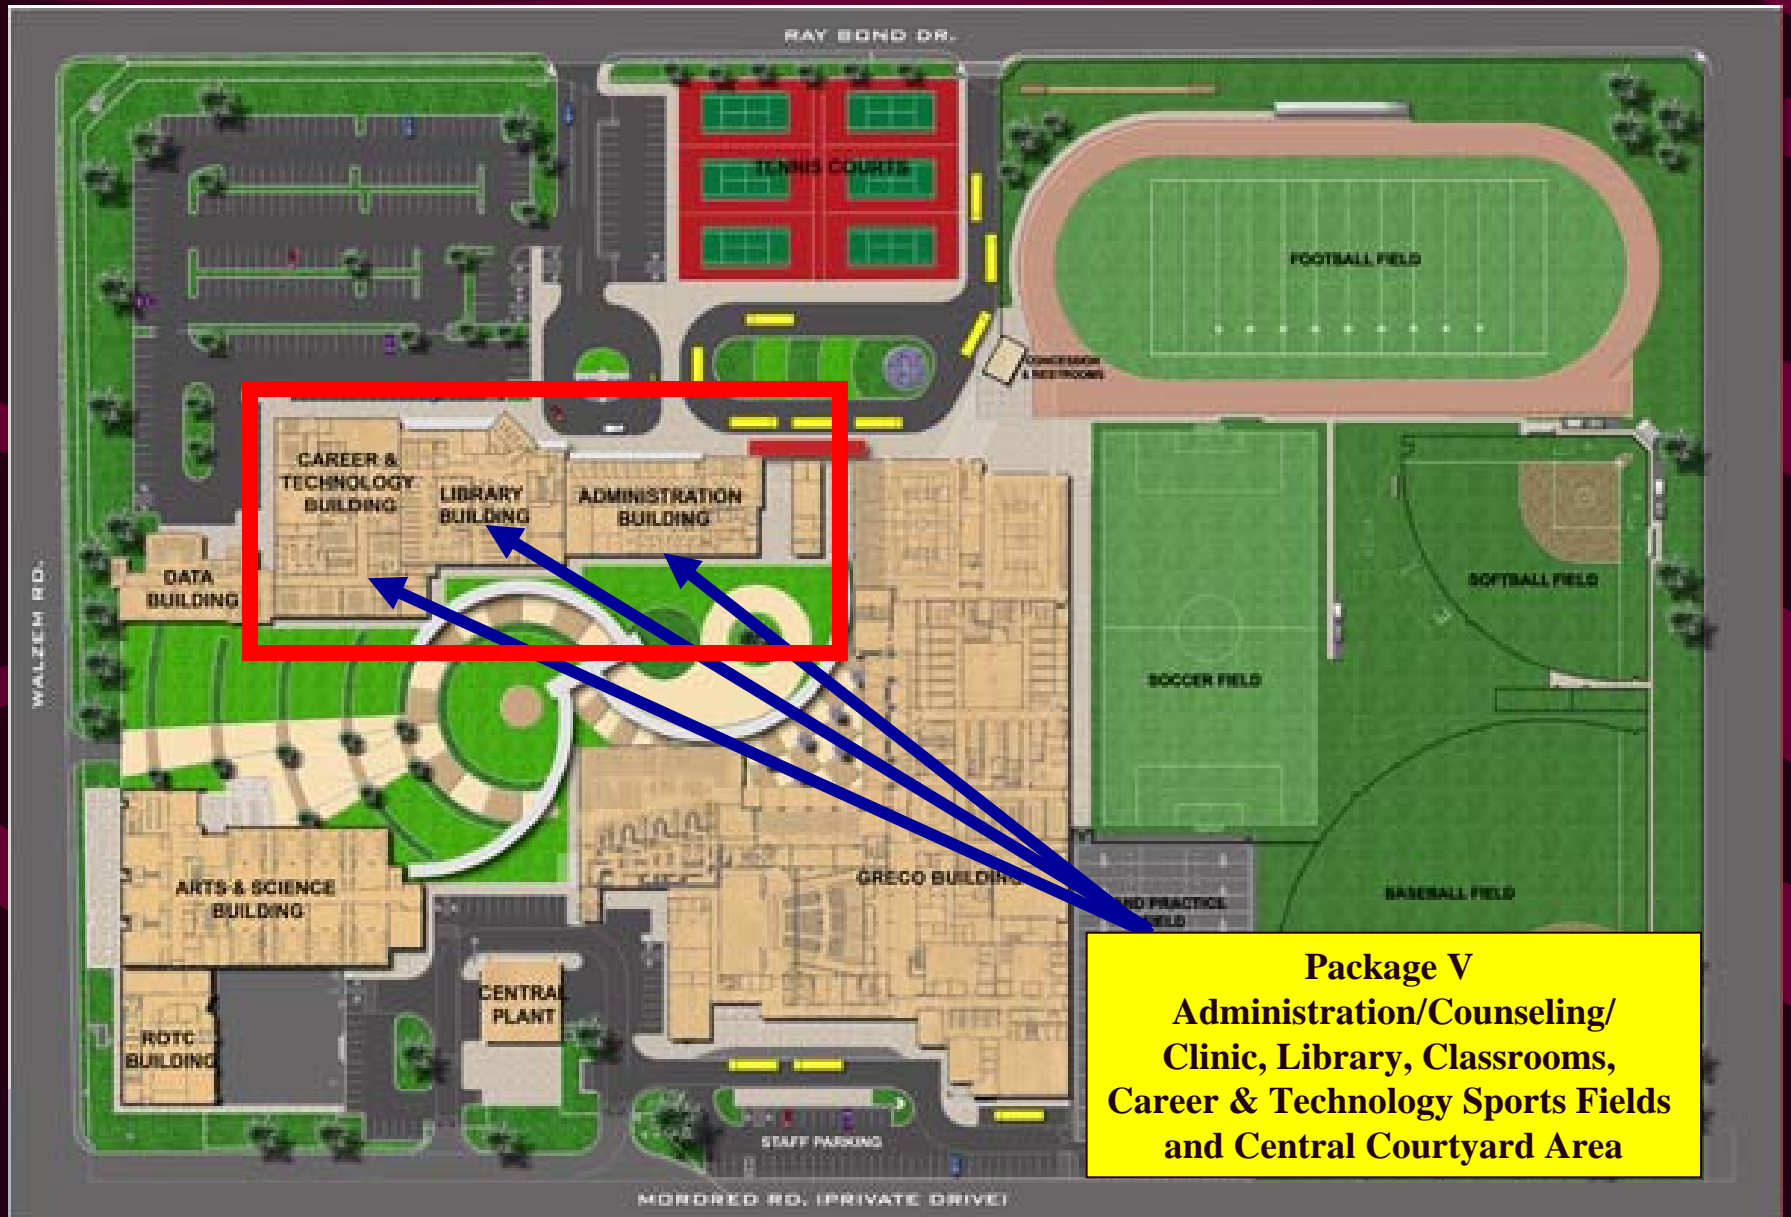 RAY BOND DR.
TENNIS COURTS
FOOTBALL FIELD
CONCESSION
& RESTROOMS
CAREER &
TECHNOLOGY
BUILDING
LIBRARY
BUILDING
ADMINISTRATION
BUILDING
DATA
BUILDING
WALZEM RD.
SOFTBALL FIELD
SOCCER FIELD
ARTS & SCIENCE
BUILDING
GRECO BUILDING
PRACTICE
BASEBALL FIELD
CENTRAL
PLANT
ROTC
BUILDING
Package V
Administration/Counseling/
Clinic, Library, Classrooms,
Career & Technology Sports Fields
and Central Courtyard Area
STAFF PARKING
MORDRED RD. (PRIVATE DRIVE)